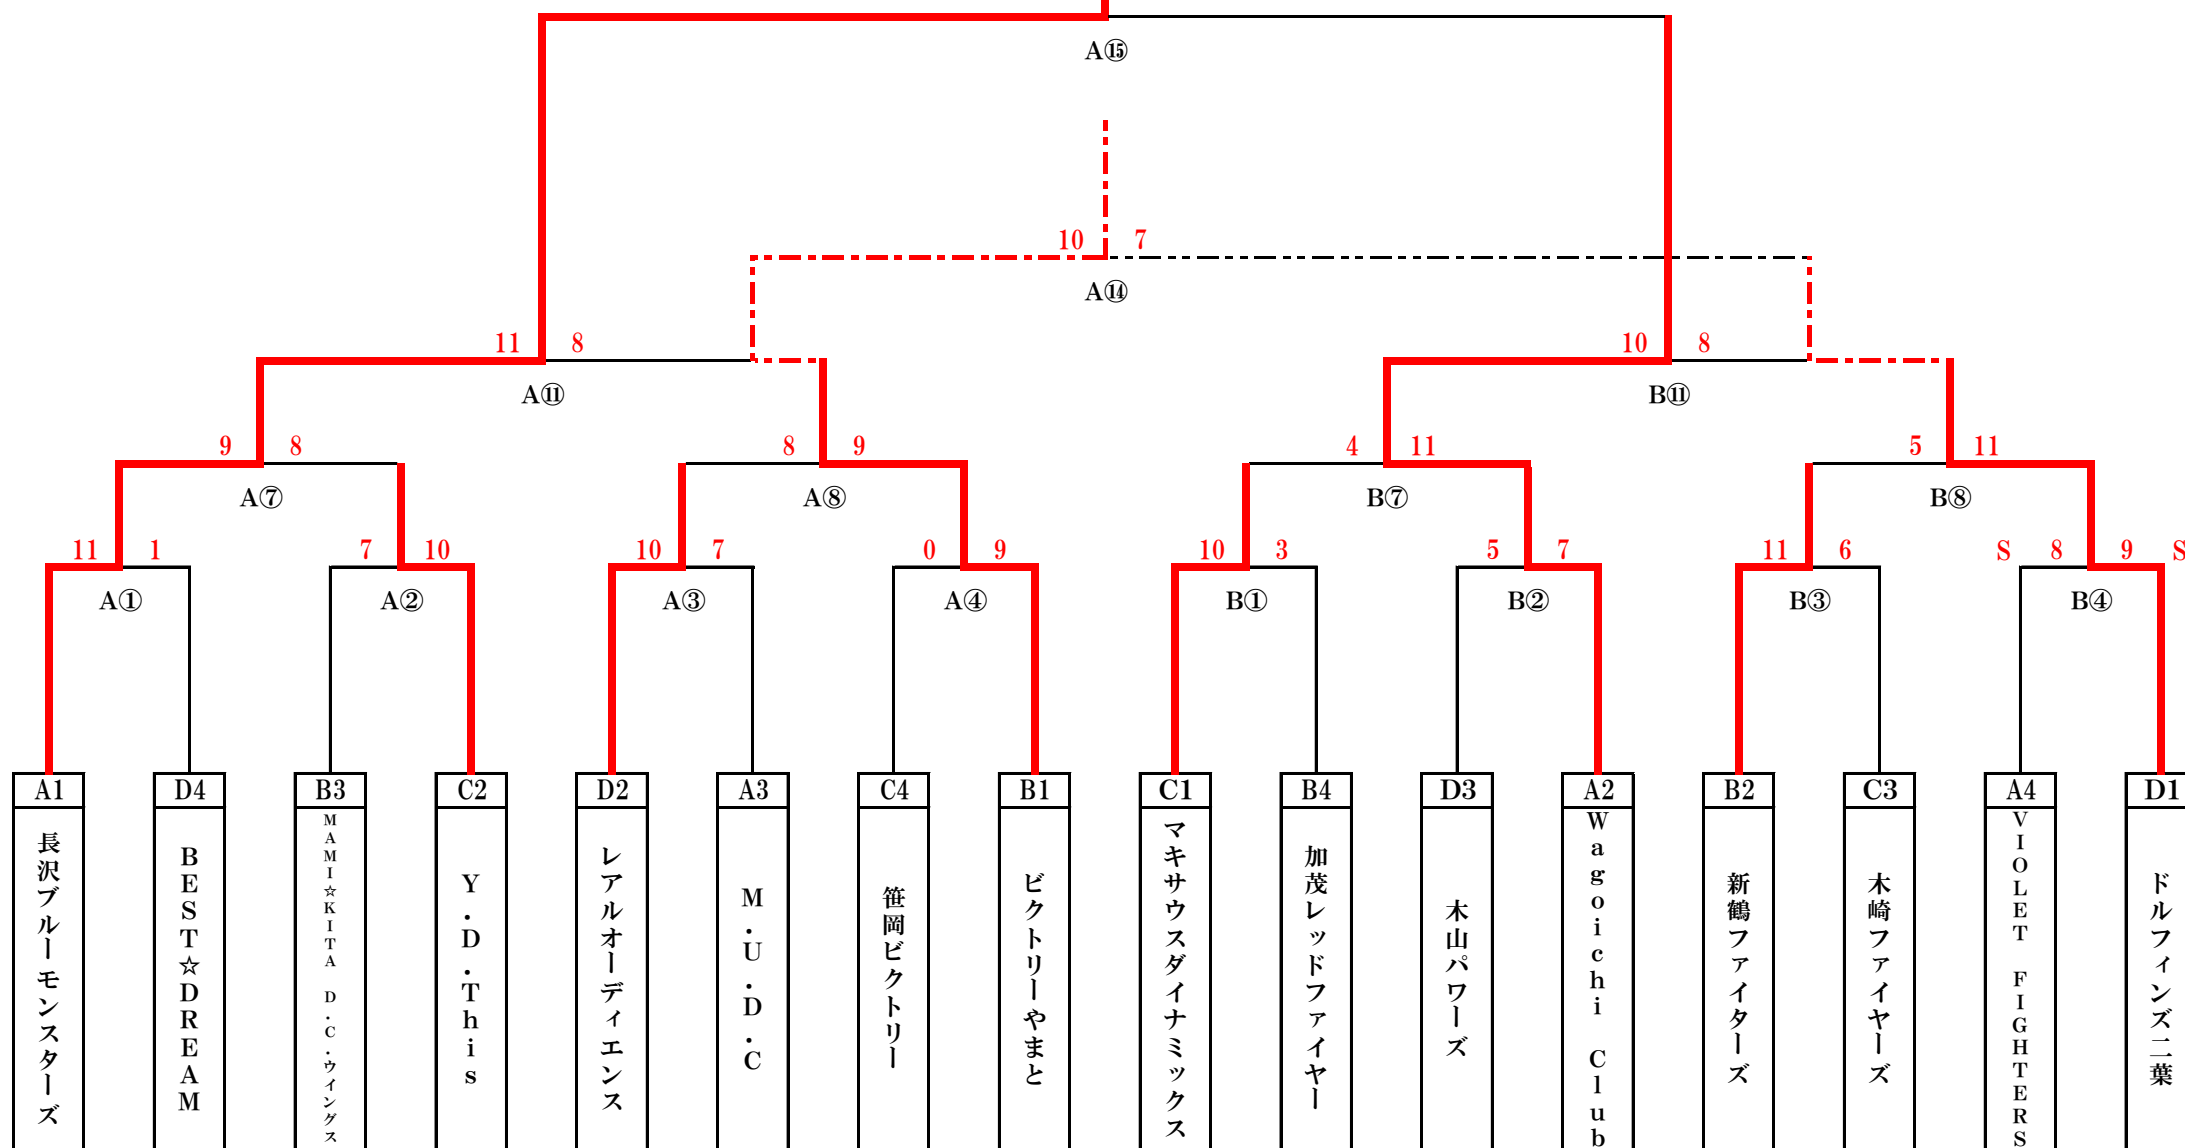 A⑮
10 7
A⑭
11 8 10 8
A⑪ B⑪
9 8 8 9 4 11 5 11
A⑦ A⑧ B⑦ B⑧
11 1 7 10 10 7 0 9 10 3 5 7 11 6 S 8 9 S
A① A② A③ A④ B① B② B③ B④
A1 D4 B3 C2 D2 A3 C4 B1 C1 B4 D3 A2 B2 C3 A4 D1
長沢ブルーモンスターズ
BEST☆DREAM
MAMI☆KITA D.C.ウイングス
Y.D.This
レアルオーディエンス
M.U.D.C
笹岡ビクトリー
ビクトリーやまと
マキサウスダイナミックス
加茂レッドファイヤー
木山パワーズ
Wagoichi Club
新鶴ファイターズ
木崎ファイヤーズ
VIOLET FIGHTERS
ドルフィンズ二葉